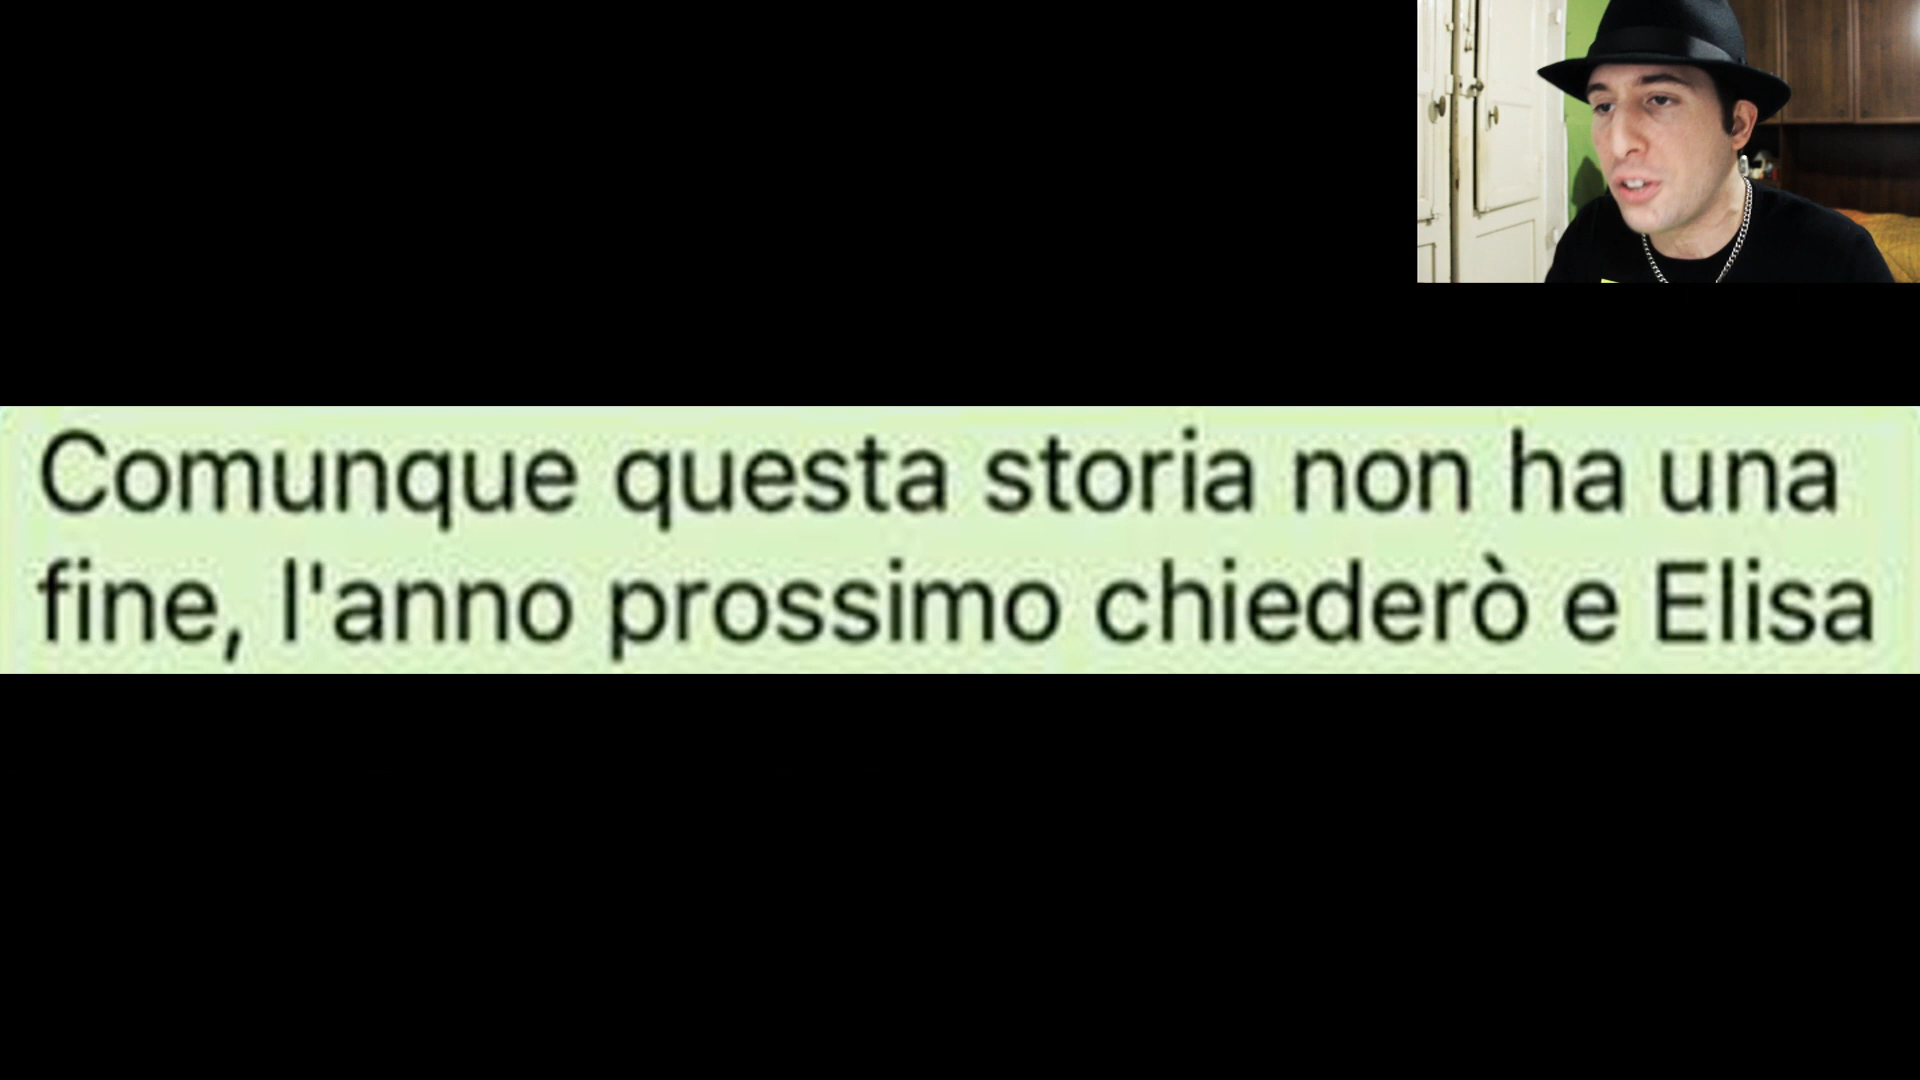 Comunque questa storia non ha una
fine, l'anno prossimo chiederò e Elisa